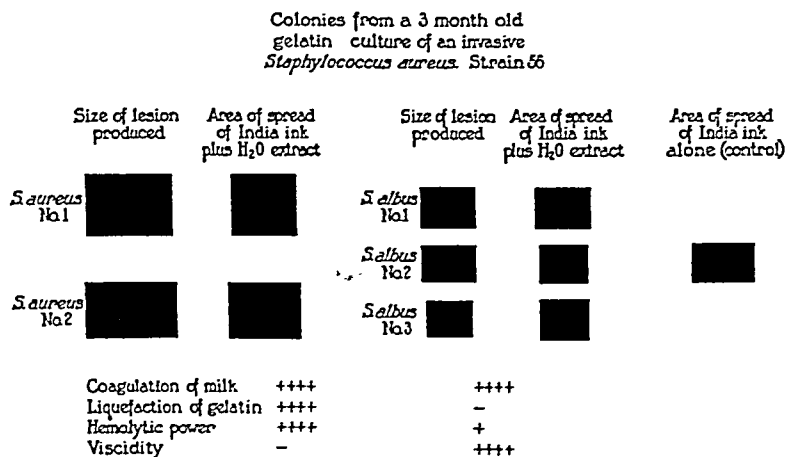 Colonies from a 3 month old
gelatin culture of an invasive
Staphylococcus aureus. Strain 56
Size of lesion produced
Area of spread of India ink plus H₂O extract
Size of lesion produced
Area of spread of India ink plus H₂O extract
Area of spread of India ink alone (control)
S. aureus No.1
S. albus No.1
S. albus No.2
S. aureus No.2
S. albus No.3
Coagulation of milk ++++ ++++
Liquefaction of gelatin ++++ –
Hemolytic power ++++ +
Viscidity – ++++